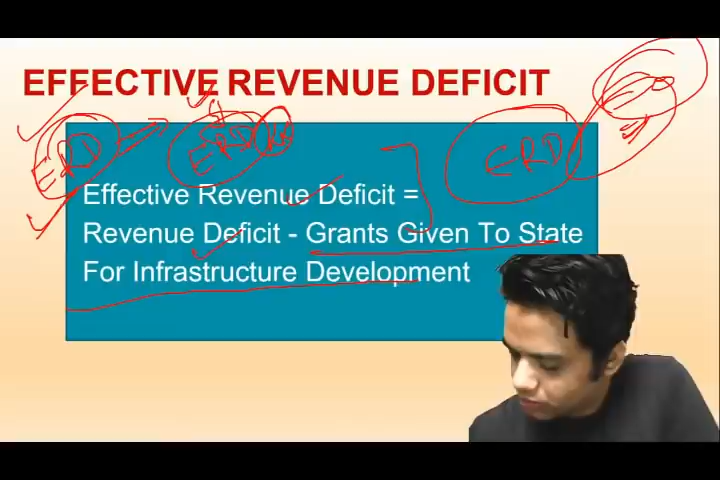 EFFECTIVE REVENUE DEFICIT
ERD
ERD
ERD
Effective Revenue Deficit =
Revenue Deficit - Grants Given To State
For Infrastructure Development